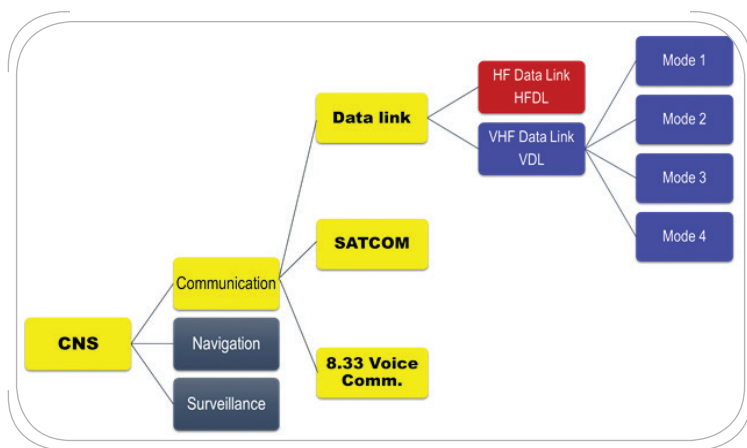 CNS
Communication
Navigation
Surveillance
Data link
SATCOM
8.33 Voice
Comm.
HF Data Link
HFDL
VHF Data Link
VDL
Mode 1
Mode 2
Mode 3
Mode 4